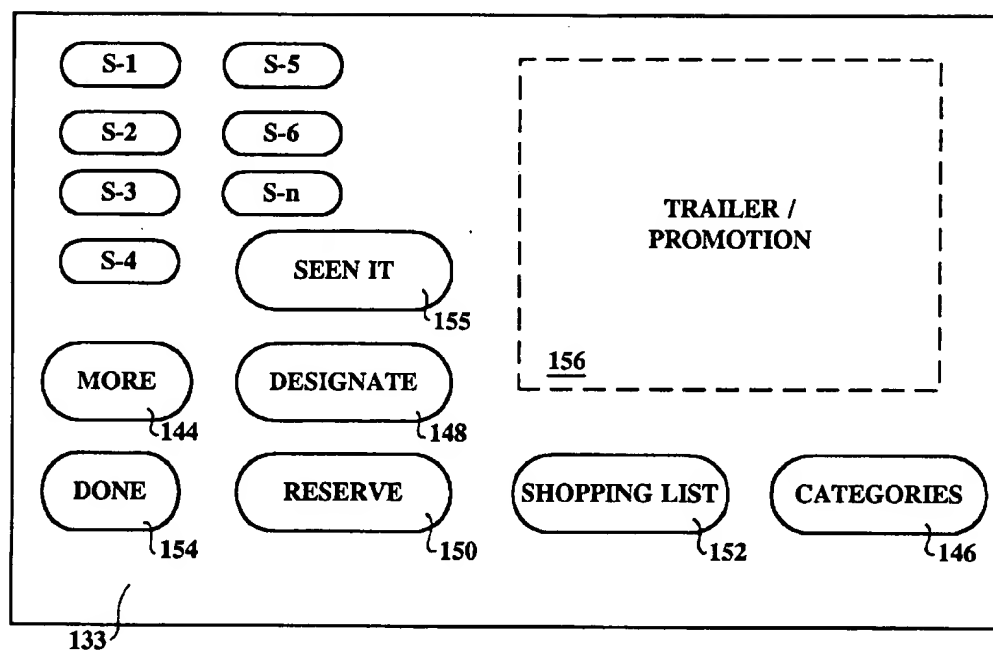 S-1
S-5
S-2
S-6
S-3
S-n
S-4
SEEN IT
155
TRAILER /
PROMOTION
156
MORE
144
DESIGNATE
148
DONE
154
RESERVE
150
SHOPPING LIST
152
CATEGORIES
146
133